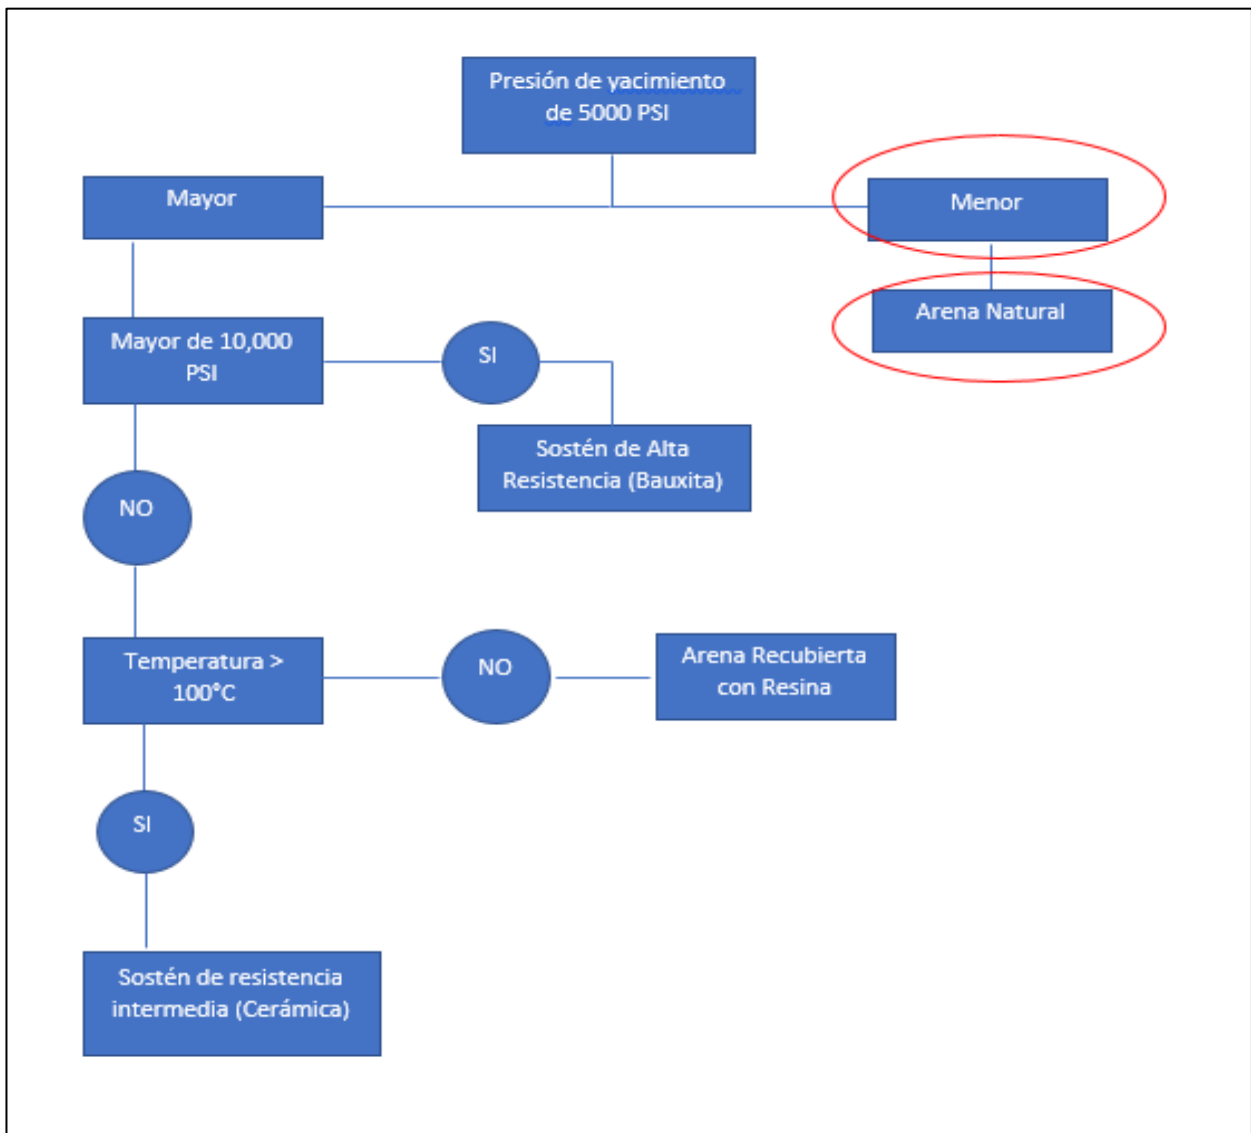 Presión de yacimiento
de 5000 PSI
Mayor
Menor
Arena Natural
Mayor de 10,000
PSI
SI
Sostén de Alta
Resistencia (Bauxita)
NO
Temperatura >
100°C
NO
Arena Recubierta
con Resina
SI
Sostén de resistencia
intermedia (Cerámica)